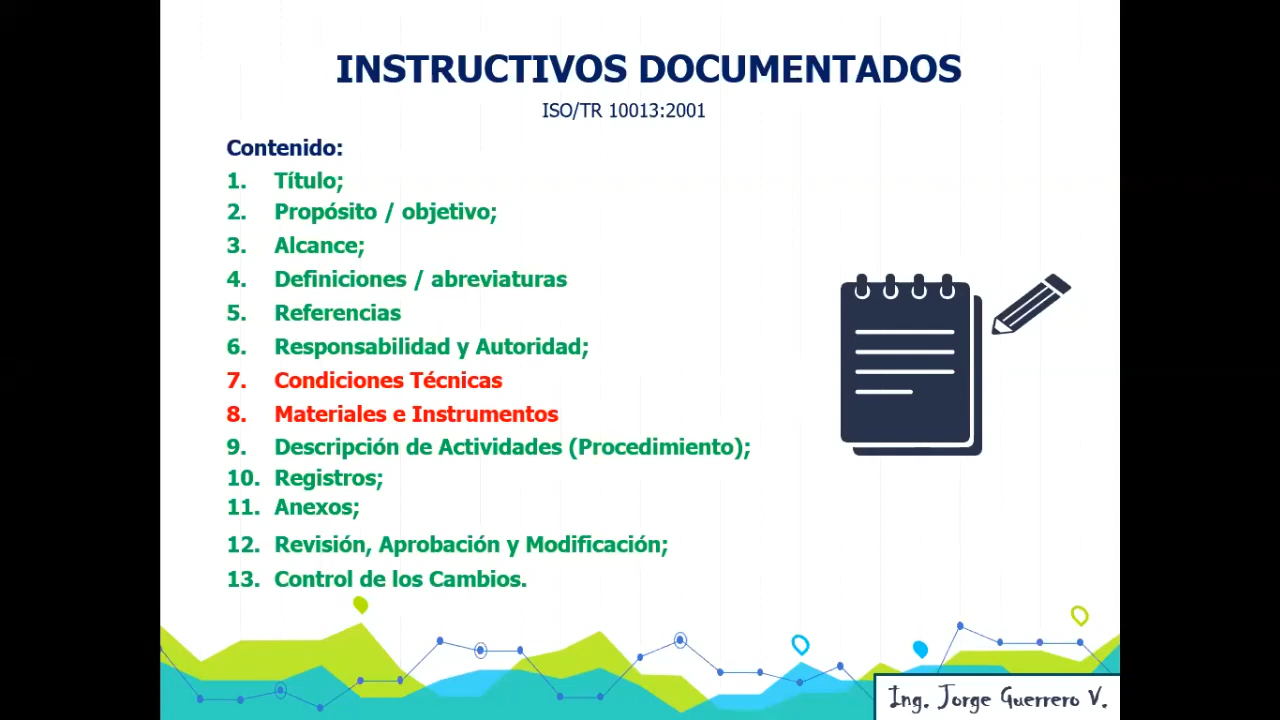 INSTRUCTIVOS DOCUMENTADOS
ISO/TR 10013:2001
Contenido:
1. Título;
2. Propósito / objetivo;
3. Alcance;
4. Definiciones / abreviaturas
5. Referencias
6. Responsabilidad y Autoridad;
7. Condiciones Técnicas
8. Materiales e Instrumentos
9. Descripción de Actividades (Procedimiento);
10. Registros;
11. Anexos;
12. Revisión, Aprobación y Modificación;
13. Control de los Cambios.
Ing. Jorge Guerrero V.